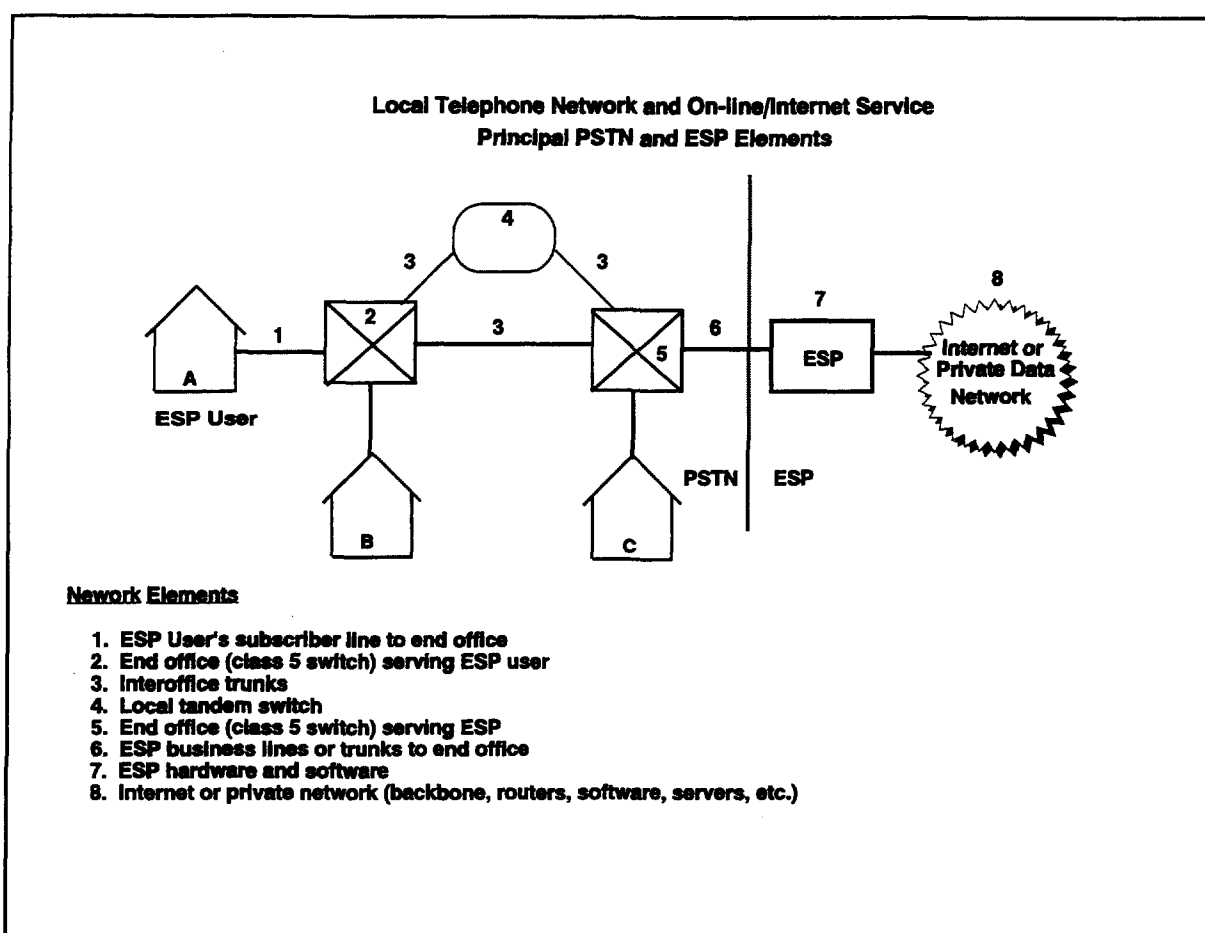 Local Telephone Network and On-line/Internet Service
Principal PSTN and ESP Elements
4
3
3
8
7
2
1
3
6
5
ESP
Internet or
Private Data
Network
A
ESP User
PSTN
ESP
B
C
Nework Elements
1. ESP User's subscriber line to end office
2. End office (class 5 switch) serving ESP user
3. Interoffice trunks
4. Local tandem switch
5. End office (class 5 switch) serving ESP
6. ESP business lines or trunks to end office
7. ESP hardware and software
8. Internet or private network (backbone, routers, software, servers, etc.)